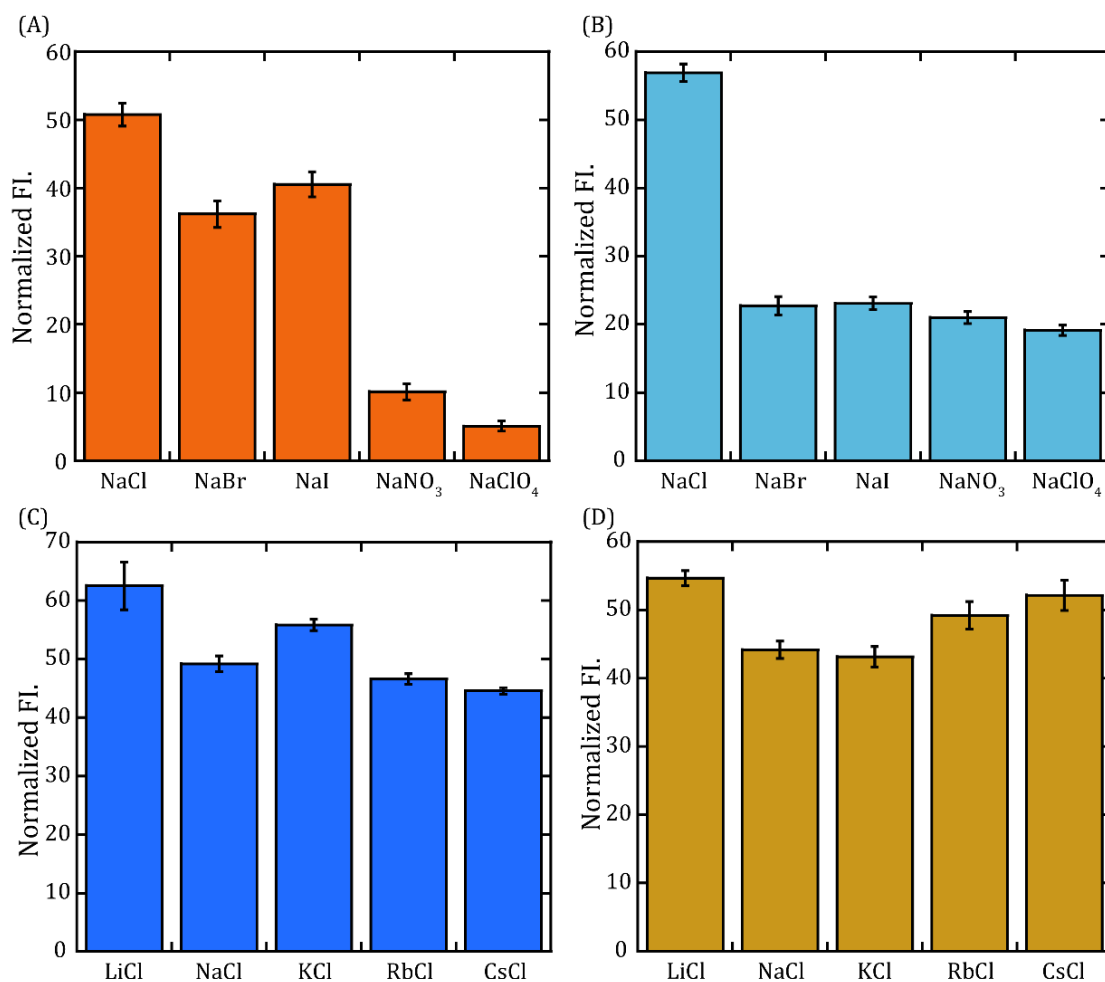 (A)
Normalized FI.
60
50
40
30
20
10
0
NaCl NaBr NaI NaNO₃ NaClO₄
(B)
Normalized FI.
60
50
40
30
20
10
0
NaCl NaBr NaI NaNO₃ NaClO₄
(C)
Normalized FI.
70
60
50
40
30
20
10
0
LiCl NaCl KCl RbCl CsCl
(D)
Normalized FI.
60
50
40
30
20
10
0
LiCl NaCl KCl RbCl CsCl